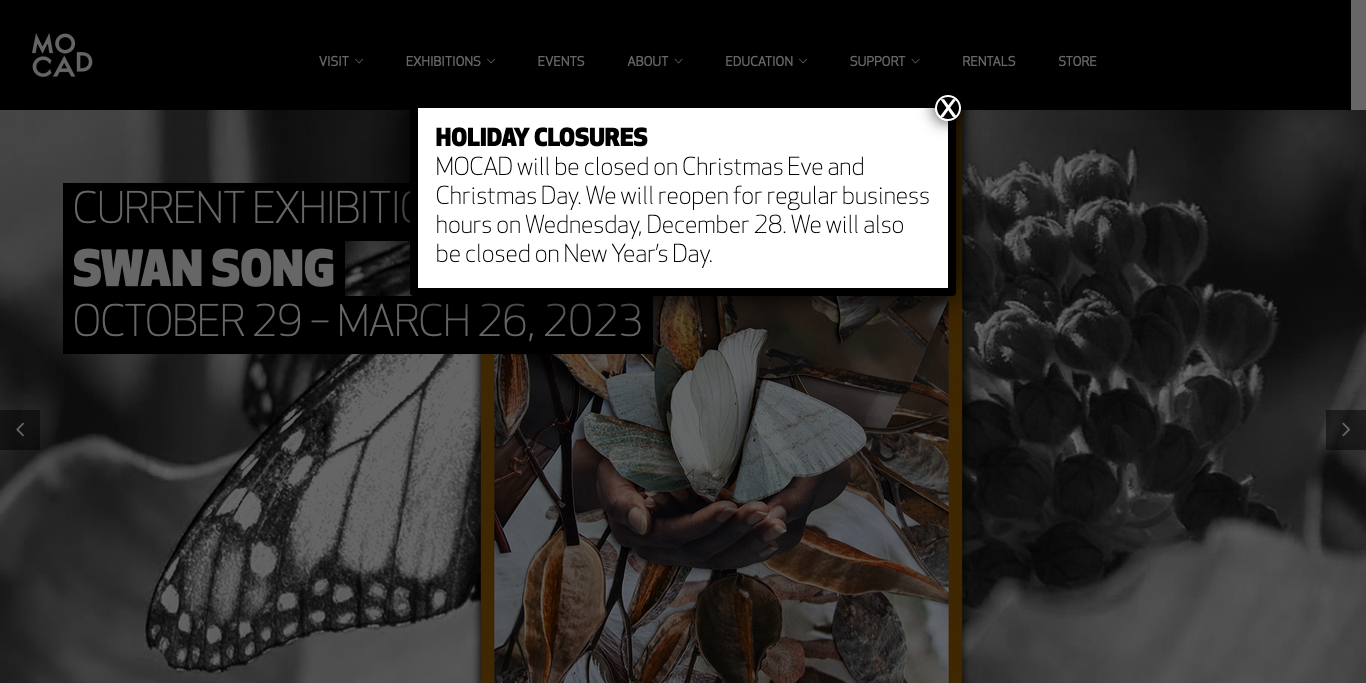 MO
CAD
VISIT EXHIBITIONS EVENTS ABOUT EDUCATION SUPPORT RENTALS STORE
X
HOLIDAY CLOSURES
MOCAD will be closed on Christmas Eve and
Christmas Day. We will reopen for regular business
hours on Wednesday, December 28. We will also
be closed on New Year’s Day.
CURRENT
SWAN SONG
OCTOBER 29 – MARCH 26, 2023